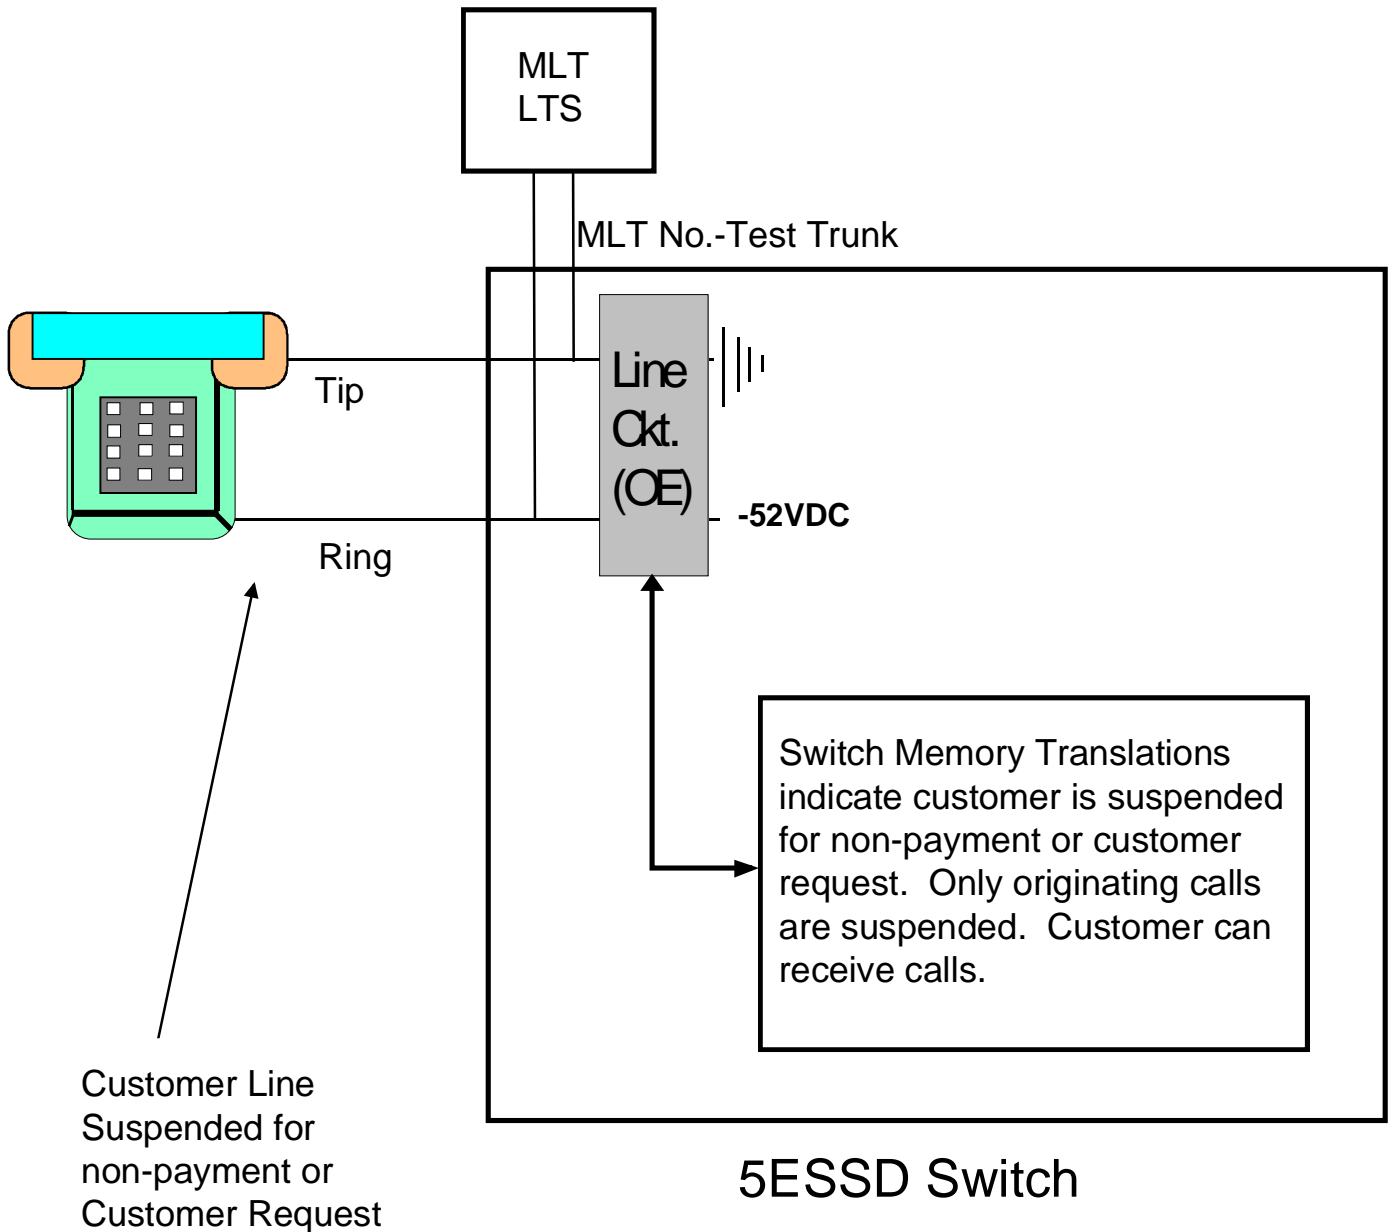 MLT
LTS
MLT No.-Test Trunk
Tip
Line
Ckt.
(OE)
-52VDC
Ring
Switch Memory Translations
indicate customer is suspended
for non-payment or customer
request.  Only originating calls
are suspended.  Customer can
receive calls.
Customer Line
Suspended for
non-payment or
Customer Request
5ESSD Switch